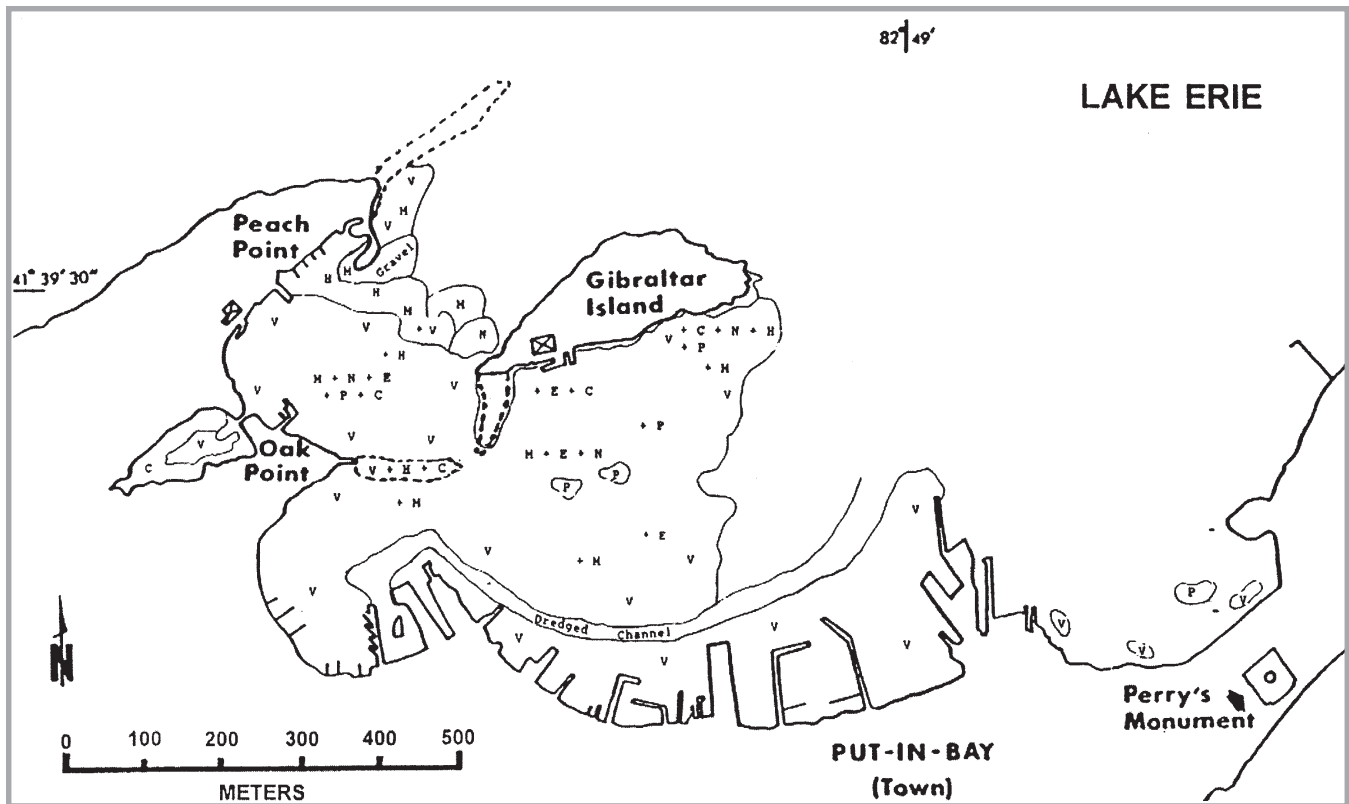 82° 49'
LAKE ERIE
Peach
Point
41° 39' 30"
V
H
V
Gravel
H
H
H
Gibraltar
Island
V
V
+ V
H
N
V + C + N + H
+ P
+ H
+ H
V
M + N + E
+ P + C
V
V
+ E + C
V
V
V
+ P
C
V
Oak
Point
V + H + C
H + E + N
P
P
V
+ H
V
+ E
V
+ M
V
V
V
Dredged Channel
V
V
V
V
V
P
V
V
V
N
Perry's
Monument
0 100 200 300 400 500
METERS
PUT-IN-BAY
(Town)